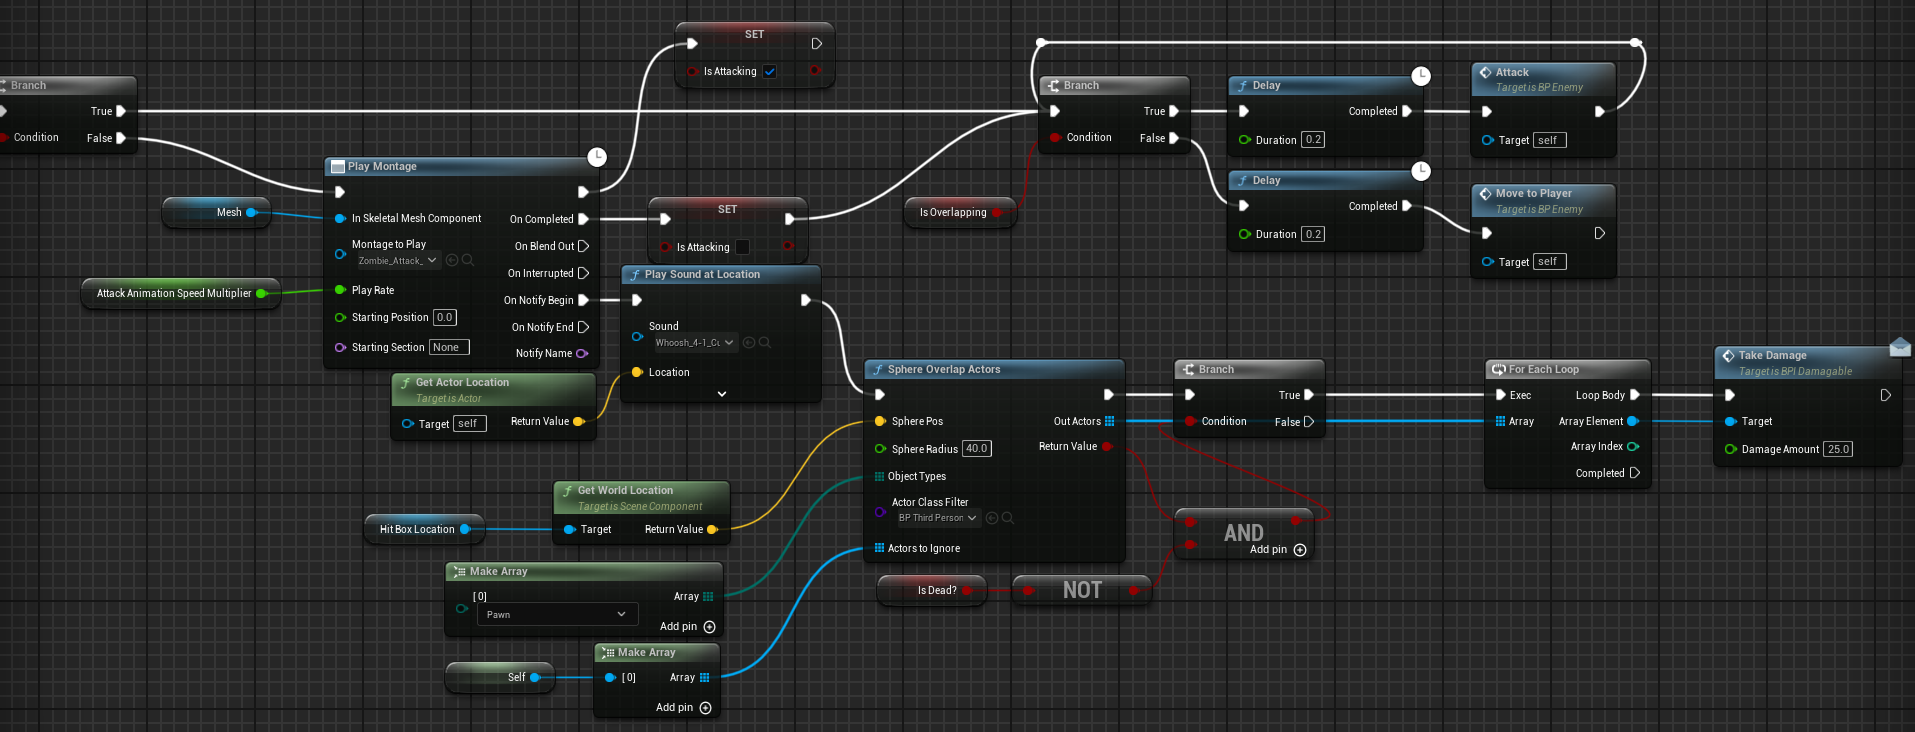 SET
Is Attacking
Branch
True
Condition
False
Play Montage
In Skeletal Mesh Component
Montage to Play
Zombie_Attack_
Play Rate
Starting Position 0.0
Starting Section None
On Completed
On Blend Out
On Interrupted
On Notify Begin
On Notify End
Notify Name
Mesh
Attack Animation Speed Multiplier
SET
Is Attacking
Is Overlapping
Branch
True
Condition
False
Delay
Completed
Duration 0.2
Attack
Target is BP Enemy
Target self
Delay
Completed
Duration 0.2
Move to Player
Target is BP Enemy
Target self
Play Sound at Location
Sound
Whoosh_4-1_Cu
Location
Get Actor Location
Target is Actor
Target self
Return Value
Sphere Overlap Actors
Sphere Pos
Out Actors
Sphere Radius 40.0
Return Value
Object Types
Actor Class Filter
BP Third Person
Actors to Ignore
Branch
True
Condition
False
For Each Loop
Exec
Loop Body
Array
Array Element
Array Index
Completed
Take Damage
Target is BPI Damagable
Target
Damage Amount 25.0
Hit Box Location
Get World Location
Target is Scene Component
Target
Return Value
AND
Add pin
Is Dead?
NOT
Make Array
[0]
Pawn
Array
Add pin
Self
Make Array
[0]
Array
Add pin